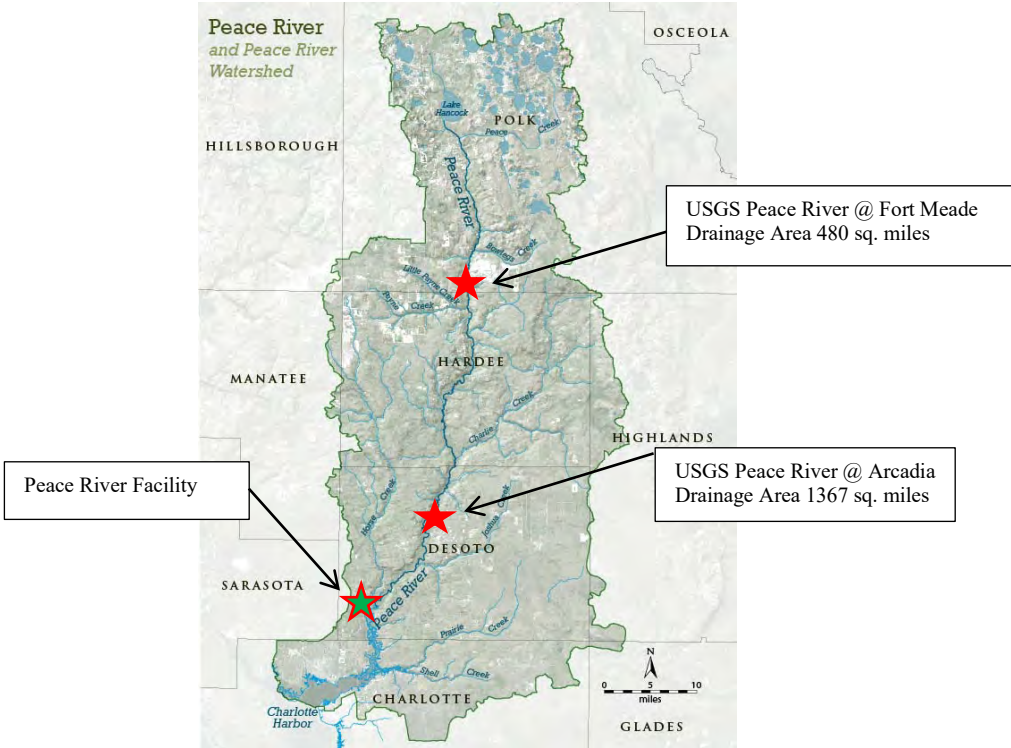 Peace River
and Peace River
Watershed
OSCEOLA
Lake
Hancock
POLK
Peace Creek
HILLSBOROUGH
Peace River
USGS Peace River @ Fort Meade
Drainage Area 480 sq. miles
Bowlegs Creek
Little Payne Creek
Payne Creek
HARDEE
MANATEE
Charlie Creek
HIGHLANDS
USGS Peace River @ Arcadia
Drainage Area 1367 sq. miles
Peace River Facility
Horse Creek
Joshua Creek
DESOTO
SARASOTA
Peace River
Prairie Creek
Shell Creek
N
0 5 10
miles
CHARLOTTE
Charlotte
Harbor
GLADES